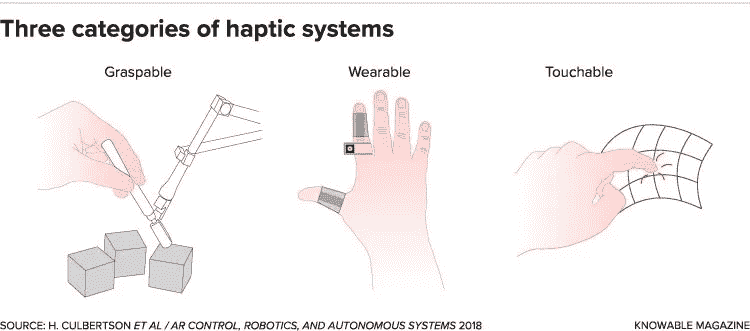 Three categories of haptic systems
Graspable
Wearable
Touchable
SOURCE: H. CULBERTSON ET AL / AR CONTROL, ROBOTICS, AND AUTONOMOUS SYSTEMS 2018
KNOWABLE MAGAZINE